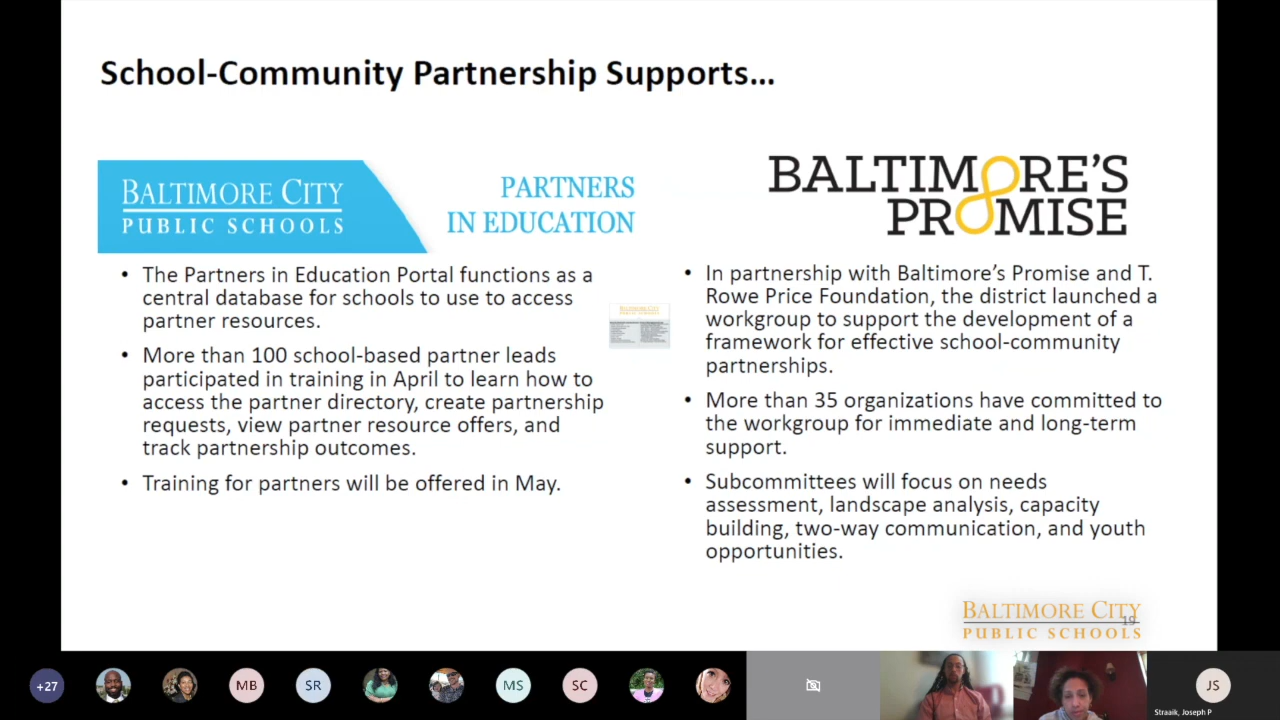 School-Community Partnership Supports...
BALTIMORE CITY
PUBLIC SCHOOLS
PARTNERS
IN EDUCATION
• The Partners in Education Portal functions as a
central database for schools to use to access
partner resources.
• More than 100 school-based partner leads
participated in training in April to learn how to
access the partner directory, create partnership
requests, view partner resource offers, and
track partnership outcomes.
• Training for partners will be offered in May.
BALTIMORE'S
PROMISE
• In partnership with Baltimore's Promise and T.
Rowe Price Foundation, the district launched a
workgroup to support the development of a
framework for effective school-community
partnerships.
• More than 35 organizations have committed to
the workgroup for immediate and long-term
support.
• Subcommittees will focus on needs
assessment, landscape analysis, capacity
building, two-way communication, and youth
opportunities.
BALTIMORE CITY
PUBLIC SCHOOLS
19
BALTIMORE CITY
PUBLIC SCHOOLS
+27
MB
SR
MS
SC
JS
Straaik, Joseph P